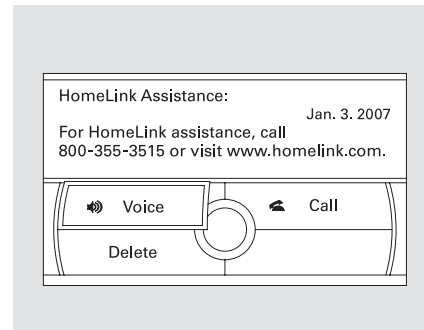 HomeLink Assistance:
Jan. 3. 2007
For HomeLink assistance, call
800-355-3515 or visit www.homelink.com.
Voice
Call
Delete